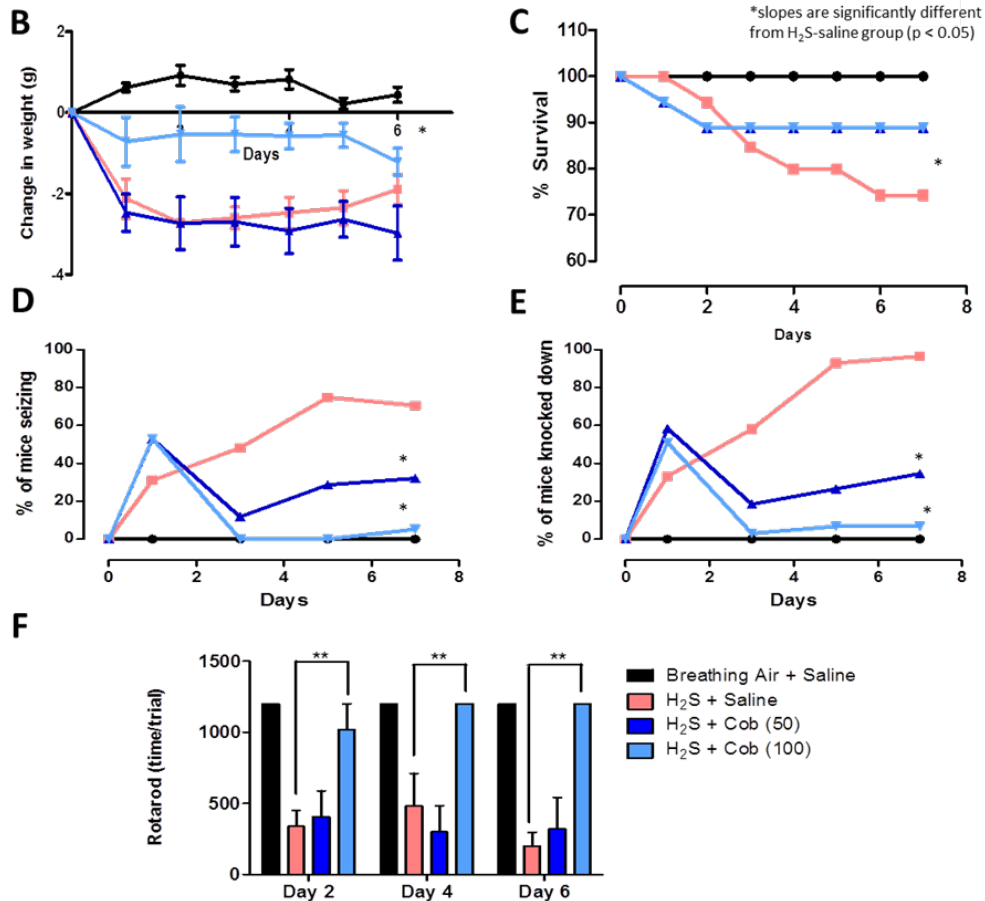 *slopes are significantly different
from H₂S-saline group (p < 0.05)
B
Change in weight (g)
2
0
-2
-4
4
6
*
Days
C
% Survival
110
100
90
80
70
60
*
0
2
4
6
8
Days
D
% of mice seizing
100
80
60
40
20
0
*
*
0
2
4
6
8
Days
E
% of mice knocked down
100
80
60
40
20
0
*
*
0
2
4
6
8
Days
F
Rotarod (time/trial)
1500
1000
500
0
**
**
**
Day 2
Day 4
Day 6
Breathing Air + Saline
H₂S + Saline
H₂S + Cob (50)
H₂S + Cob (100)